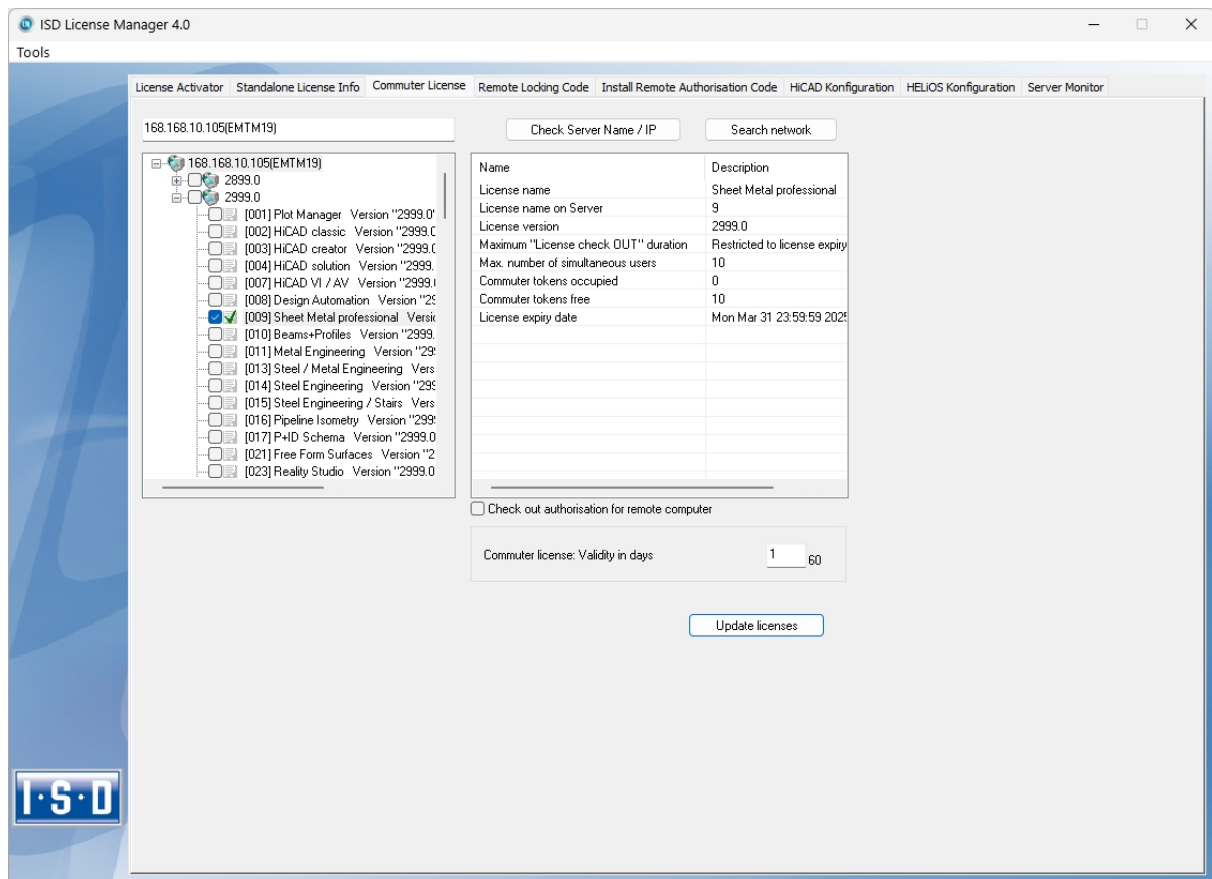 ISD License Manager 4.0
Tools
License Activator Standalone License Info Commuter License Remote Locking Code Install Remote Authorisation Code HiCAD Konfiguration HELiOS Konfiguration Server Monitor
168.168.10.105(EMTM19) Check Server Name / IP Search network
168.168.10.105(EMTM19)
2899.0
2999.0
[001] Plot Manager Version "2999.0"
[002] HiCAD classic Version "2999.0
[003] HiCAD creator Version "2999.0
[004] HiCAD solution Version "2999.
[007] HiCAD VI / AV Version "2999.
[008] Design Automation Version "29
[009] Sheet Metal professional Versio
[010] Beams+Profiles Version "2999.
[011] Metal Engineering Version "299
[013] Steel / Metal Engineering Vers
[014] Steel Engineering Version "299
[015] Steel Engineering / Stairs Vers
[016] Pipeline Isometry Version "299
[017] P+ID Schema Version "2999.0
[021] Free Form Surfaces Version "2
[023] Reality Studio Version "2999.0
Name Description
License name Sheet Metal professional
License name on Server 9
License version 2999.0
Maximum "License check OUT" duration Restricted to license expiry
Max. number of simultaneous users 10
Commuter tokens occupied 0
Commuter tokens free 10
License expiry date Mon Mar 31 23:59:59 2025
Check out authorisation for remote computer
Commuter license: Validity in days 1 60
Update licenses
I·S·D